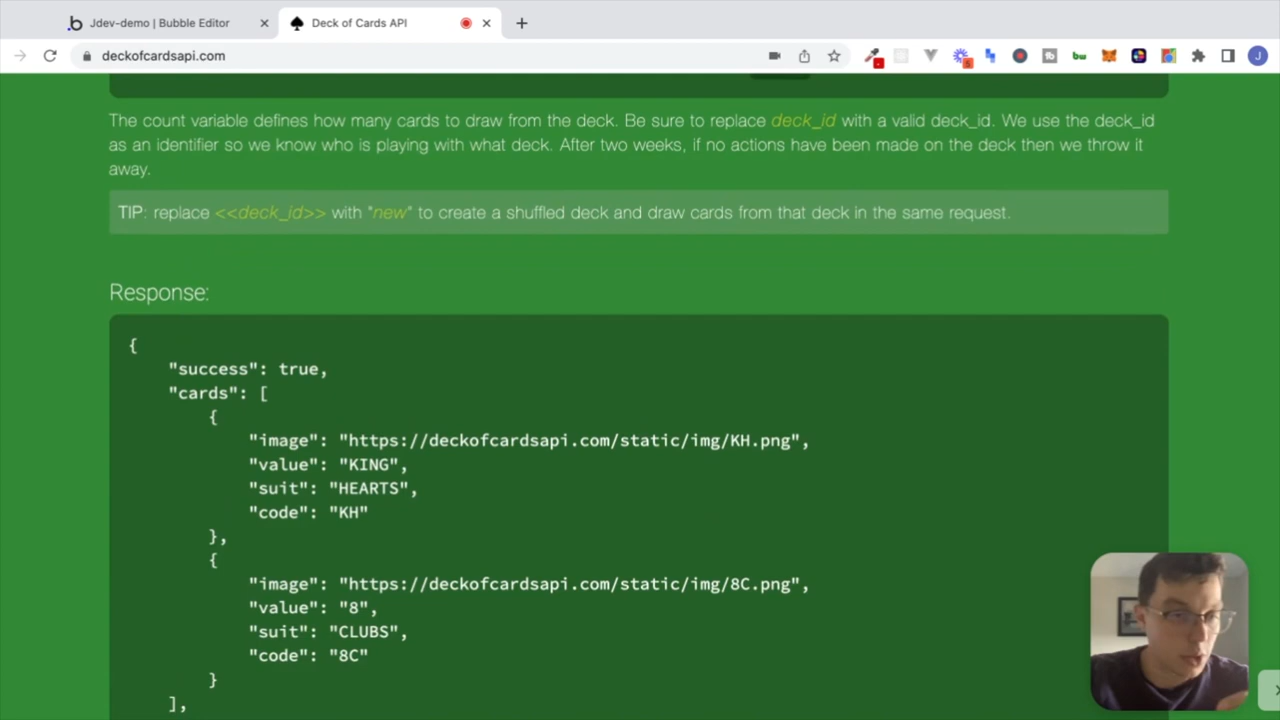 Jdev-demo | Bubble Editor
Deck of Cards API
deckofcardsapi.com
The count variable defines how many cards to draw from the deck. Be sure to replace deck_id with a valid deck_id. We use the deck_id
as an identifier so we know who is playing with what deck. After two weeks, if no actions have been made on the deck then we throw it
away.
TIP: replace <<deck_id>> with "new" to create a shuffled deck and draw cards from that deck in the same request.
Response:
{
"success": true,
"cards": [
{
"image": "https://deckofcardsapi.com/static/img/KH.png",
"value": "KING",
"suit": "HEARTS",
"code": "KH"
},
{
"image": "https://deckofcardsapi.com/static/img/8C.png",
"value": "8",
"suit": "CLUBS",
"code": "8C"
}
],